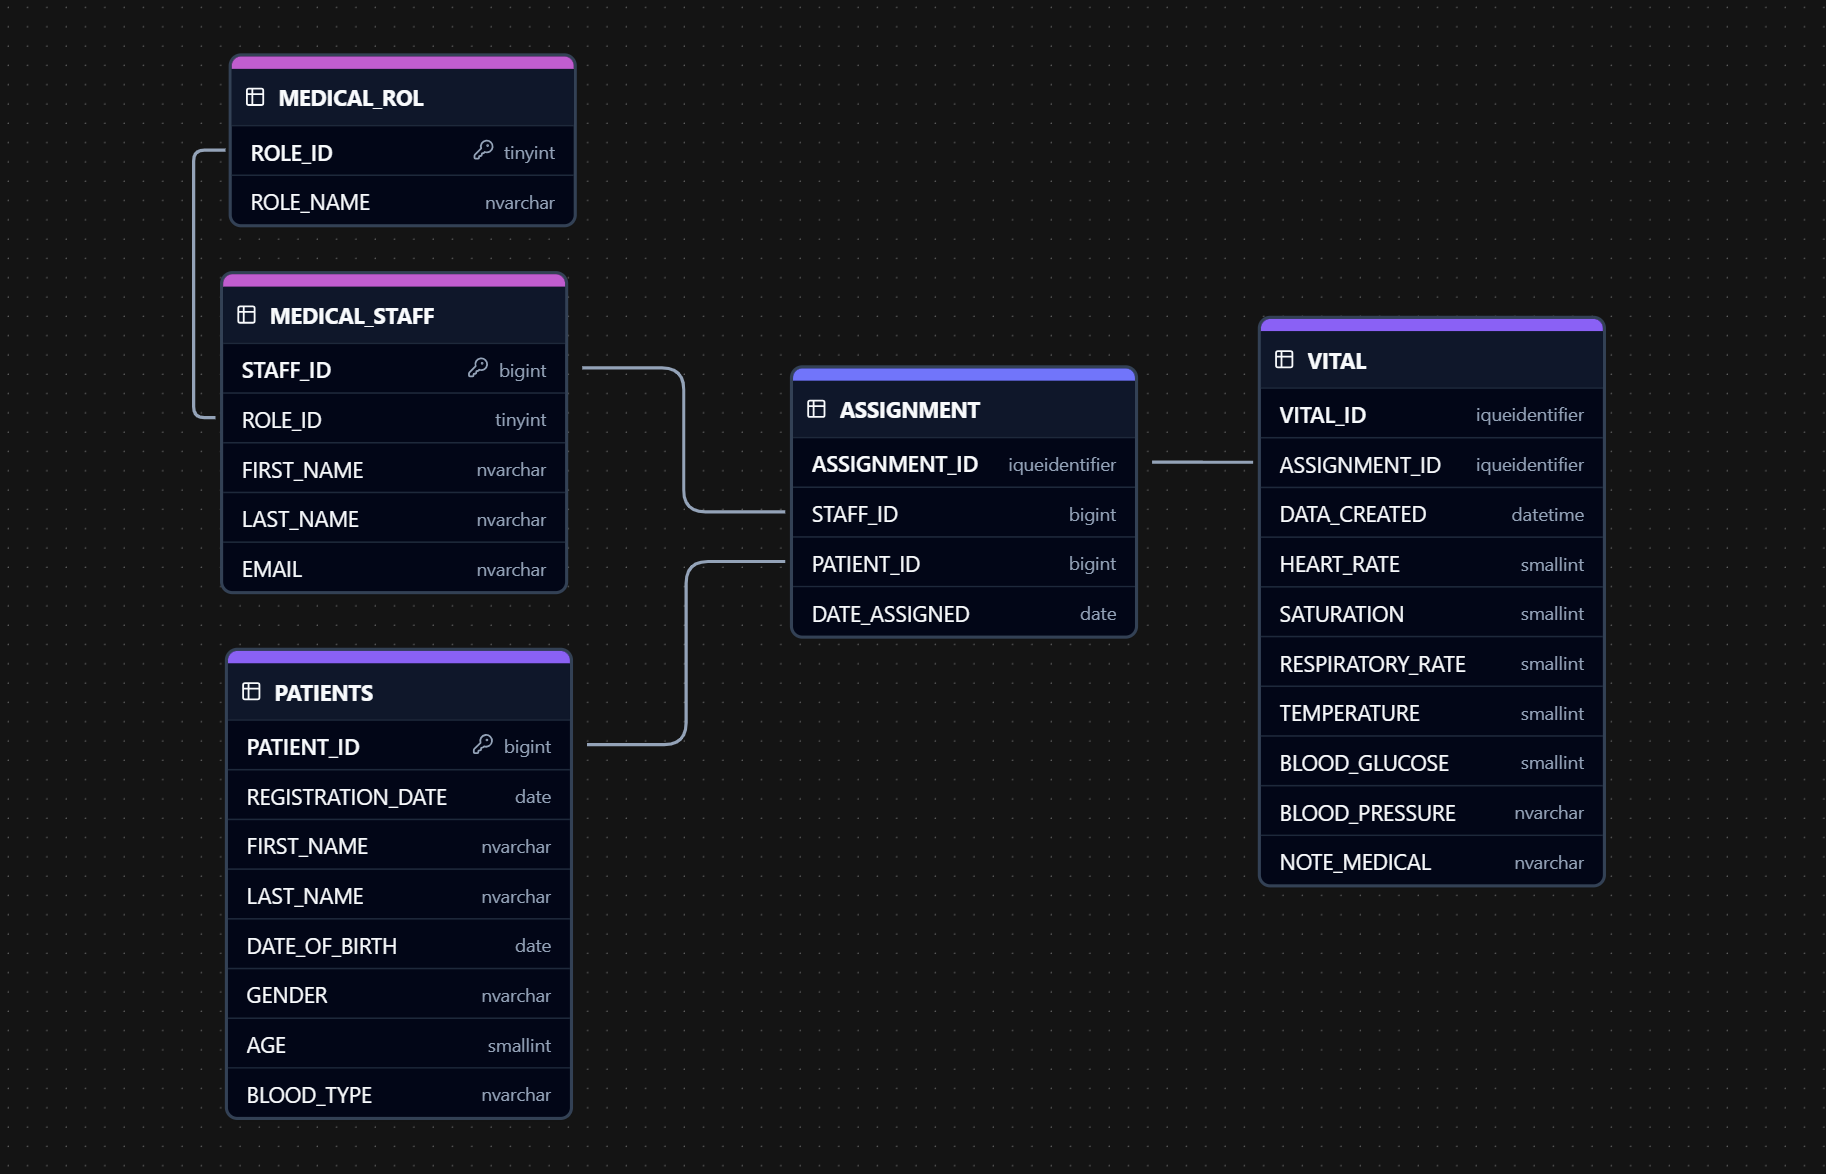 MEDICAL_ROL
ROLE_ID tinyint
ROLE_NAME nvarchar
MEDICAL_STAFF
STAFF_ID bigint
ROLE_ID tinyint
FIRST_NAME nvarchar
LAST_NAME nvarchar
EMAIL nvarchar
PATIENTS
PATIENT_ID bigint
REGISTRATION_DATE date
FIRST_NAME nvarchar
LAST_NAME nvarchar
DATE_OF_BIRTH date
GENDER nvarchar
AGE smallint
BLOOD_TYPE nvarchar
ASSIGNMENT
ASSIGNMENT_ID iqueidentifier
STAFF_ID bigint
PATIENT_ID bigint
DATE_ASSIGNED date
VITAL
VITAL_ID iqueidentifier
ASSIGNMENT_ID iqueidentifier
DATA_CREATED datetime
HEART_RATE smallint
SATURATION smallint
RESPIRATORY_RATE smallint
TEMPERATURE smallint
BLOOD_GLUCOSE smallint
BLOOD_PRESSURE nvarchar
NOTE_MEDICAL nvarchar